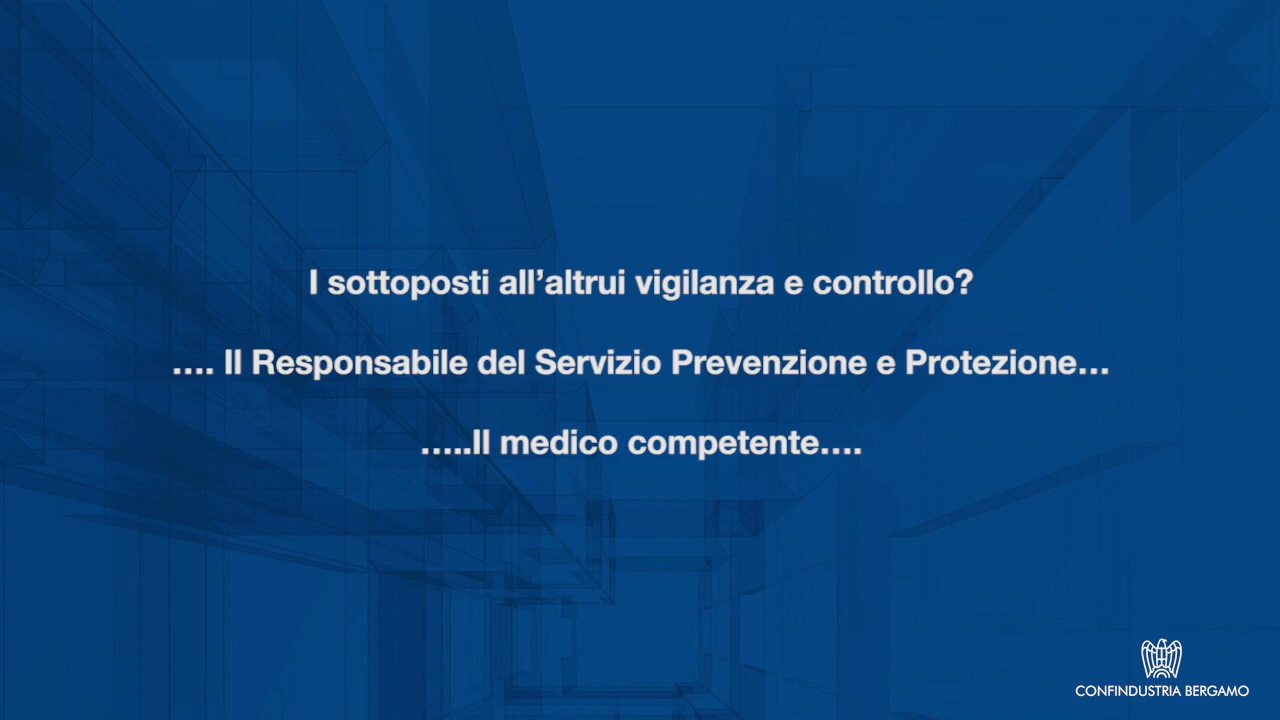 I sottoposti all’altrui vigilanza e controllo?
…. Il Responsabile del Servizio Prevenzione e Protezione…
…..Il medico competente….
CONFINDUSTRIA BERGAMO